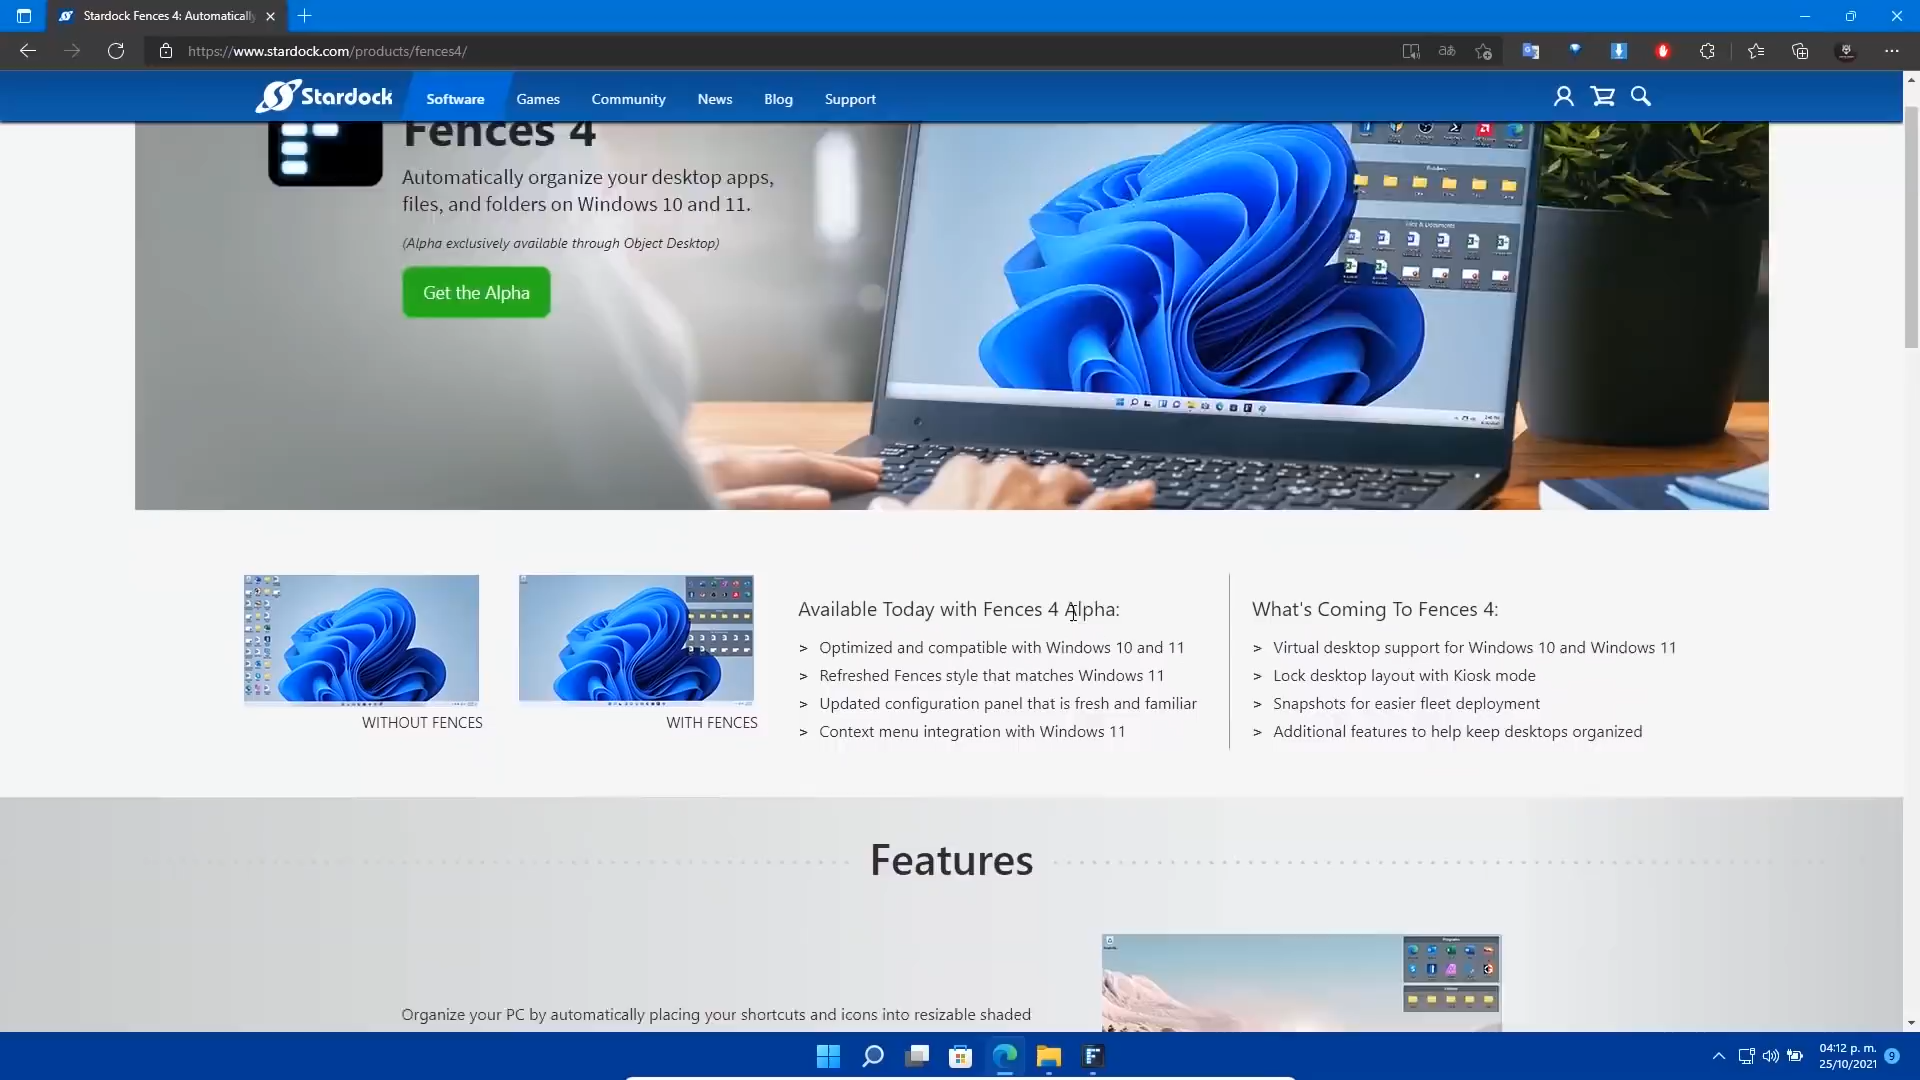 Stardock Fences 4: Automatically
https://www.stardock.com/products/fences4/
Stardock
Software
Games
Community
News
Blog
Support
Fences 4
Automatically organize your desktop apps,
files, and folders on Windows 10 and 11.
(Alpha exclusively available through Object Desktop)
Get the Alpha
Files & Documents
WITHOUT FENCES
WITH FENCES
Available Today with Fences 4 Alpha:
> Optimized and compatible with Windows 10 and 11
> Refreshed Fences style that matches Windows 11
> Updated configuration panel that is fresh and familiar
> Context menu integration with Windows 11
What's Coming To Fences 4:
> Virtual desktop support for Windows 10 and Windows 11
> Lock desktop layout with Kiosk mode
> Snapshots for easier fleet deployment
> Additional features to help keep desktops organized
Features
Organize your PC by automatically placing your shortcuts and icons into resizable shaded
04:12 p. m.
25/10/2021
9